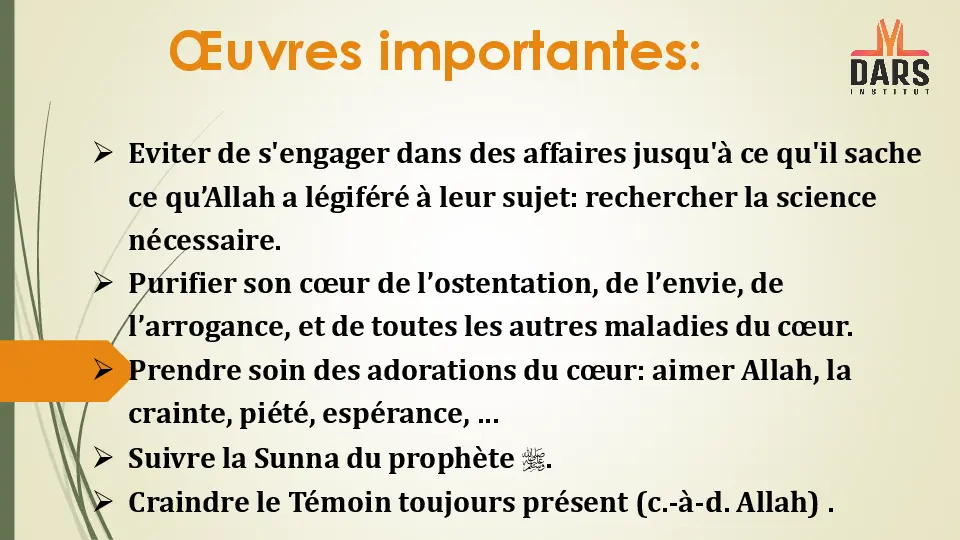 Œuvres importantes:
DARS
INSTITUT
➢ Eviter de s'engager dans des affaires jusqu'à ce qu'il sache
ce qu’Allah a légiféré à leur sujet: rechercher la science
nécessaire.
➢ Purifier son cœur de l’ostentation, de l’envie, de
l’arrogance, et de toutes les autres maladies du cœur.
➢ Prendre soin des adorations du cœur: aimer Allah, la
crainte, piété, espérance, ...
➢ Suivre la Sunna du prophète ﷺ.
➢ Craindre le Témoin toujours présent (c.-à-d. Allah) .